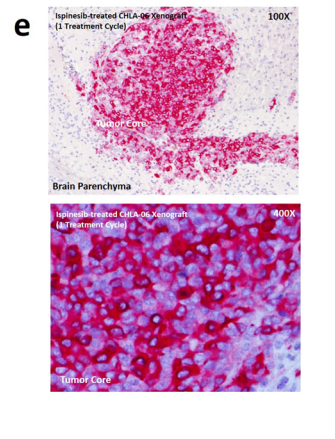 e
Ispinesib-treated CHLA-06 Xenograft
(1 Treatment Cycle)
100X
Tumor Core
Brain Parenchyma
Ispinesib-treated CHLA-06 Xenograft
(1 Treatment Cycle)
400X
Tumor Core